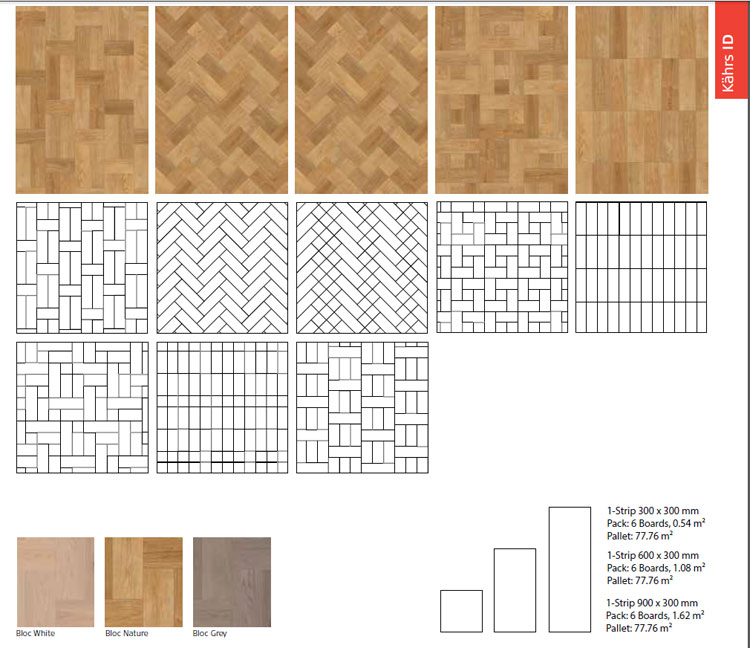 Kährs ID
1-Strip 300 x 300 mm
Pack: 6 Boards, 0.54 m²
Pallet: 77.76 m²
1-Strip 600 x 300 mm
Pack: 6 Boards, 1.08 m²
Pallet: 77.76 m²
1-Strip 900 x 300 mm
Pack: 6 Boards, 1.62 m²
Pallet: 77.76 m²
Bloc White
Bloc Nature
Bloc Grey